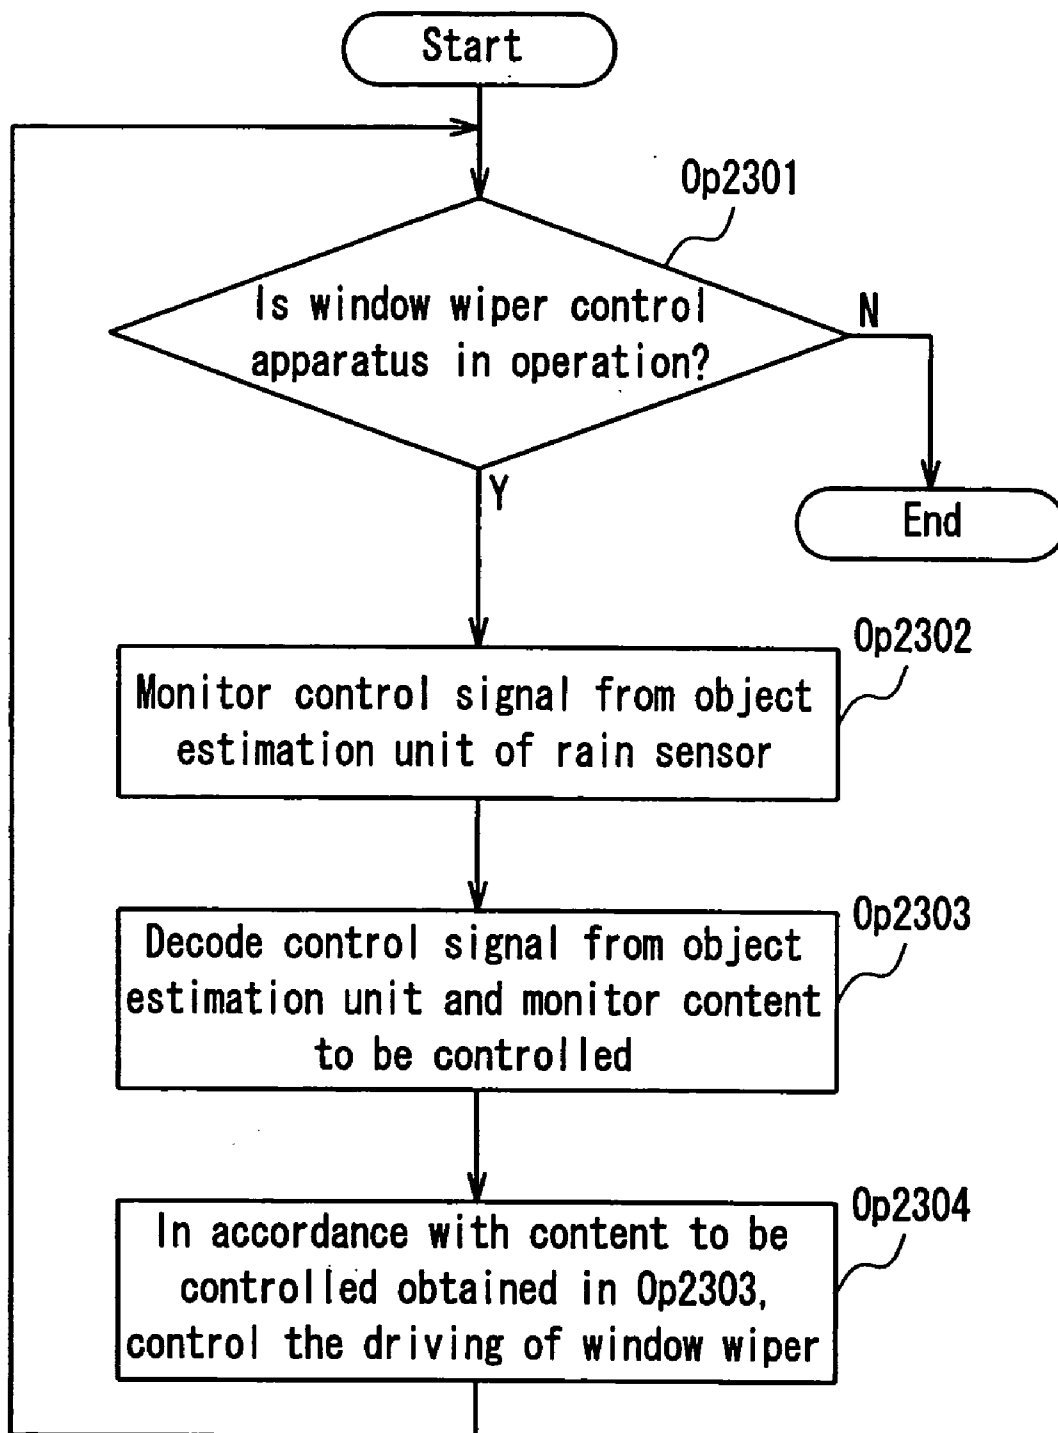 Start
Op2301
Is window wiper control
apparatus in operation?
N
Y
End
Op2302
Monitor control signal from object
estimation unit of rain sensor
Op2303
Decode control signal from object
estimation unit and monitor content
to be controlled
Op2304
In accordance with content to be
controlled obtained in Op2303,
control the driving of window wiper